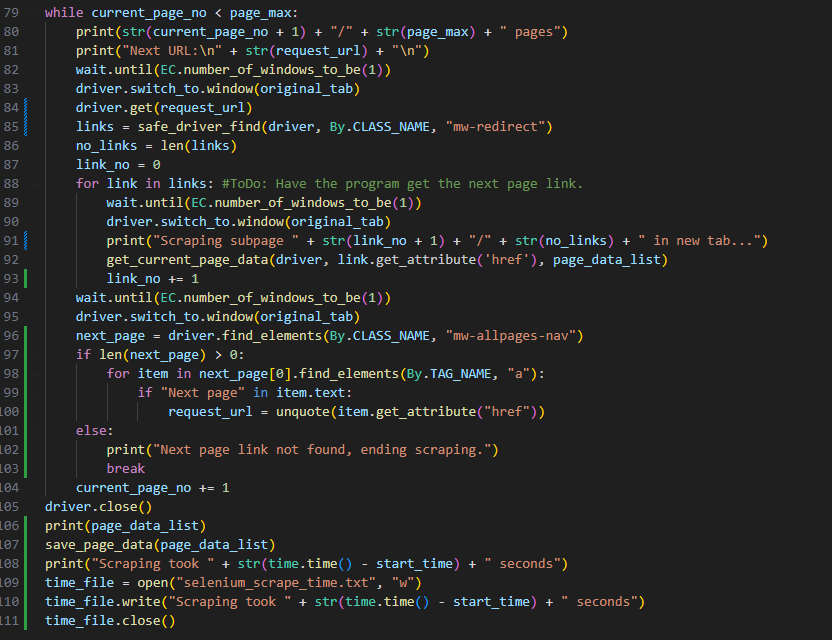 79 while current_page_no < page_max:
80 print(str(current_page_no + 1) + "/" + str(page_max) + " pages")
81 print("Next URL:\n" + str(request_url) + "\n")
82 wait.until(EC.number_of_windows_to_be(1))
83 driver.switch_to.window(original_tab)
84 driver.get(request_url)
85 links = safe_driver_find(driver, By.CLASS_NAME, "mw-redirect")
86 no_links = len(links)
87 link_no = 0
88 for link in links: #ToDo: Have the program get the next page link.
89 wait.until(EC.number_of_windows_to_be(1))
90 driver.switch_to.window(original_tab)
91 print("Scraping subpage " + str(link_no + 1) + "/" + str(no_links) + " in new tab...")
92 get_current_page_data(driver, link.get_attribute('href'), page_data_list)
93 link_no += 1
94 wait.until(EC.number_of_windows_to_be(1))
95 driver.switch_to.window(original_tab)
96 next_page = driver.find_elements(By.CLASS_NAME, "mw-allpages-nav")
97 if len(next_page) > 0:
98 for item in next_page[0].find_elements(By.TAG_NAME, "a"):
99 if "Next page" in item.text:
100 request_url = unquote(item.get_attribute("href"))
101 else:
102 print("Next page link not found, ending scraping.")
103 break
104 current_page_no += 1
105 driver.close()
106 print(page_data_list)
107 save_page_data(page_data_list)
108 print("Scraping took " + str(time.time() - start_time) + " seconds")
109 time_file = open("selenium_scrape_time.txt", "w")
110 time_file.write("Scraping took " + str(time.time() - start_time) + " seconds")
111 time_file.close()